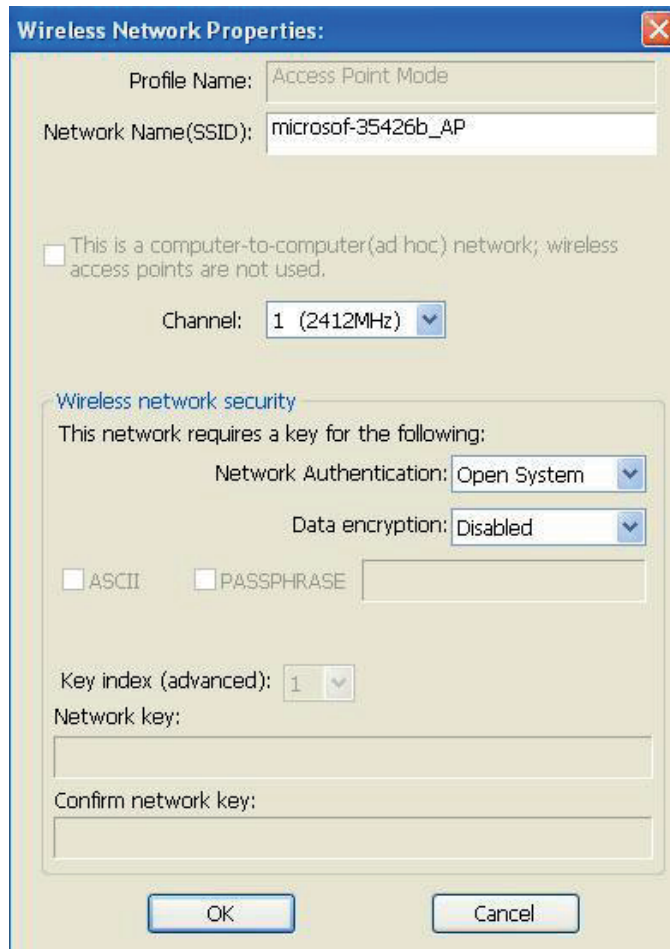 Wireless Network Properties:
Profile Name: Access Point Mode
Network Name(SSID): microsof-35426b_AP
This is a computer-to-computer(ad hoc) network; wireless
access points are not used.
Channel: 1 (2412MHz)
Wireless network security
This network requires a key for the following:
Network Authentication: Open System
Data encryption: Disabled
ASCII PASSPHRASE
Key index (advanced): 1
Network key:
Confirm network key:
OK Cancel